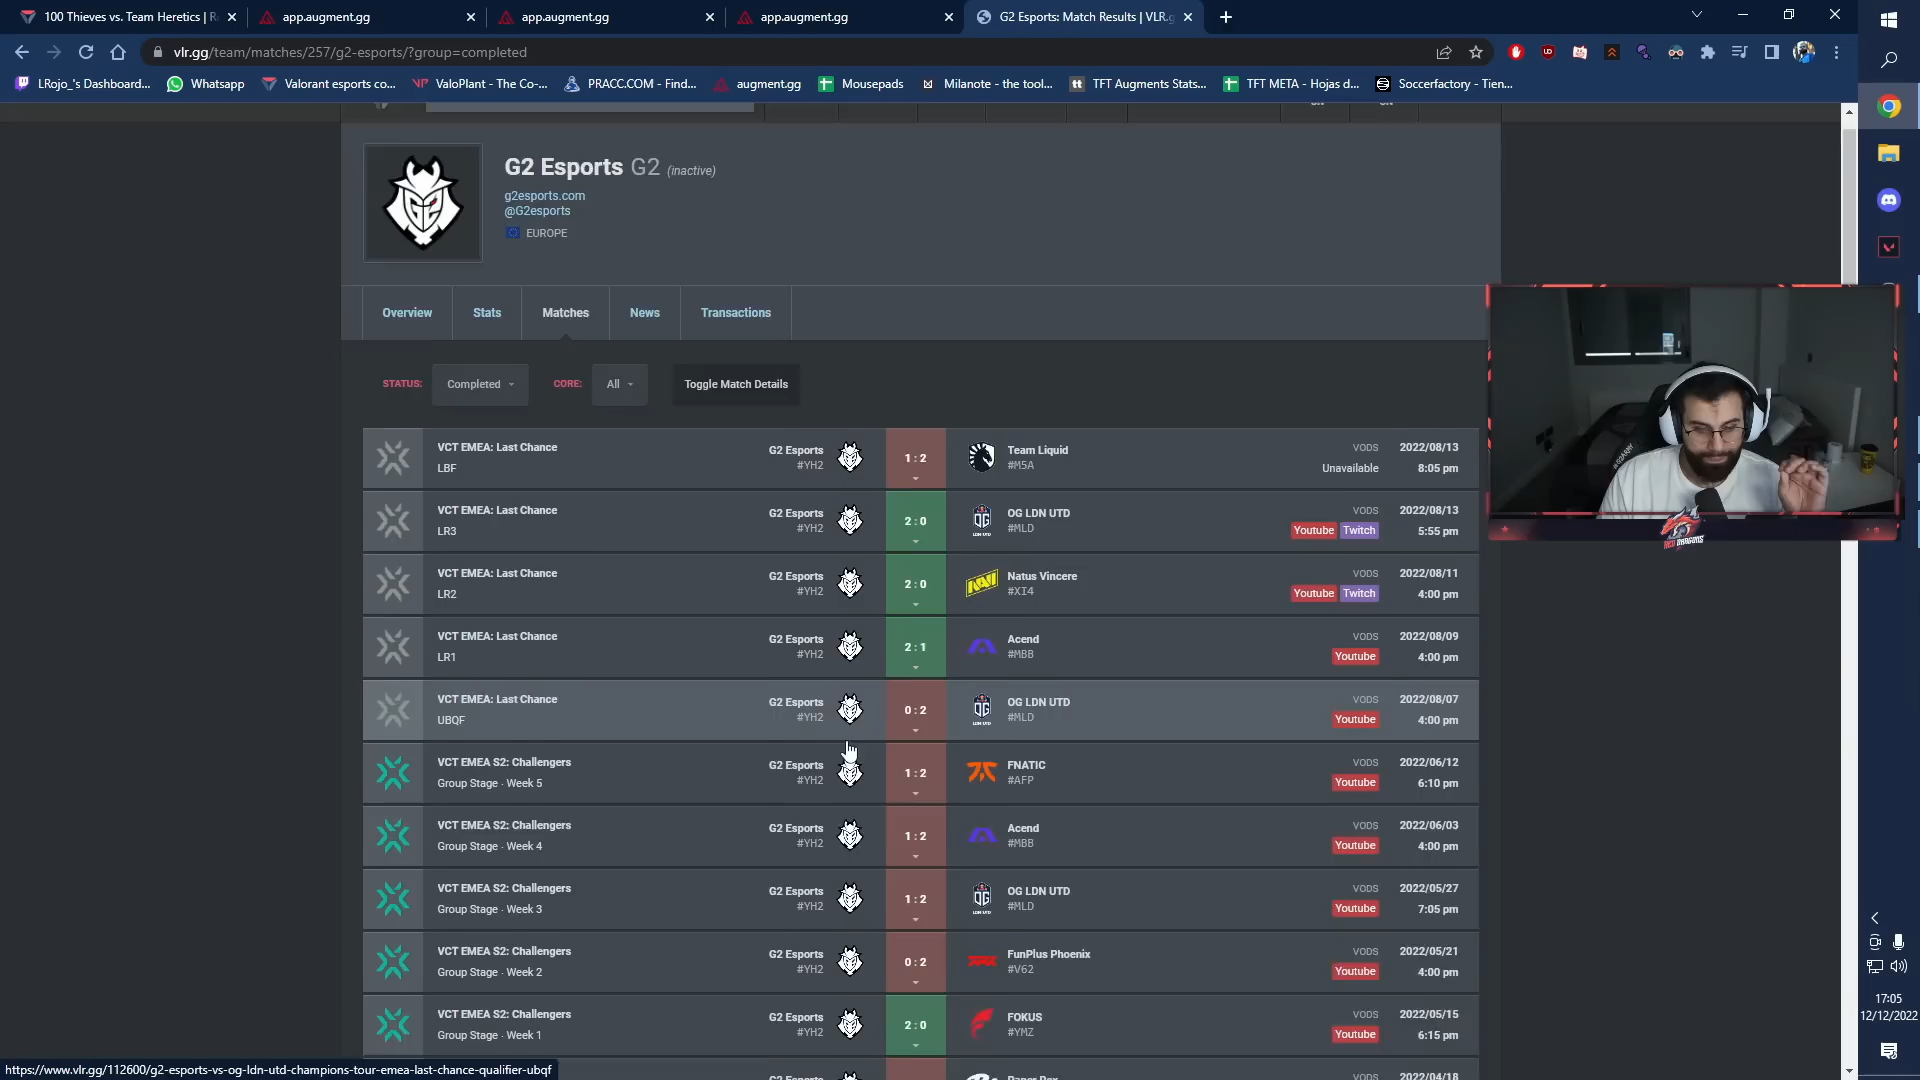 100 Thieves vs. Team Heretics | R
app.augment.gg
app.augment.gg
app.augment.gg
G2 Esports: Match Results | VLR.g
vlr.gg/team/matches/257/g2-esports/?group=completed
LRojo_'s Dashboard...
Whatsapp
Valorant esports co...
ValoPlant - The Co-...
PRACC.COM - Find...
augment.gg
Mousepads
Milanote - the tool...
TFT Augments Stats...
TFT META - Hojas d...
Soccerfactory - Tien...
G2 Esports G2 (inactive)
g2esports.com
@G2esports
EUROPE
Overview
Stats
Matches
News
Transactions
STATUS:
Completed
CORE:
All
Toggle Match Details
VCT EMEA: Last Chance
LBF
G2 Esports
#YH2
1 : 2
Team Liquid
#M5A
VODS
Unavailable
2022/08/13
8:05 pm
VCT EMEA: Last Chance
LR3
G2 Esports
#YH2
2 : 0
OG LDN UTD
#MLD
VODS
Youtube Twitch
2022/08/13
5:55 pm
VCT EMEA: Last Chance
LR2
G2 Esports
#YH2
2 : 0
Natus Vincere
#XI4
VODS
Youtube Twitch
2022/08/11
4:00 pm
VCT EMEA: Last Chance
LR1
G2 Esports
#YH2
2 : 1
Acend
#MBB
VODS
Youtube
2022/08/09
4:00 pm
VCT EMEA: Last Chance
UBQF
G2 Esports
#YH2
0 : 2
OG LDN UTD
#MLD
VODS
Youtube
2022/08/07
4:00 pm
VCT EMEA S2: Challengers
Group Stage - Week 5
G2 Esports
#YH2
1 : 2
FNATIC
#AFP
VODS
Youtube
2022/06/12
6:10 pm
VCT EMEA S2: Challengers
Group Stage - Week 4
G2 Esports
#YH2
1 : 2
Acend
#MBB
VODS
Youtube
2022/06/03
4:00 pm
VCT EMEA S2: Challengers
Group Stage - Week 3
G2 Esports
#YH2
1 : 2
OG LDN UTD
#MLD
VODS
Youtube
2022/05/27
7:05 pm
VCT EMEA S2: Challengers
Group Stage - Week 2
G2 Esports
#YH2
0 : 2
FunPlus Phoenix
#V62
VODS
Youtube
2022/05/21
4:00 pm
VCT EMEA S2: Challengers
Group Stage - Week 1
G2 Esports
#YH2
2 : 0
FOKUS
#YMZ
VODS
Youtube
2022/05/15
6:15 pm
G2 Esports
Paper Rex
VODS
2022/04/18
RED DRAGONS
17:05
12/12/2022
https://www.vlr.gg/112600/g2-esports-vs-og-ldn-utd-champions-tour-emea-last-chance-qualifier-ubqf